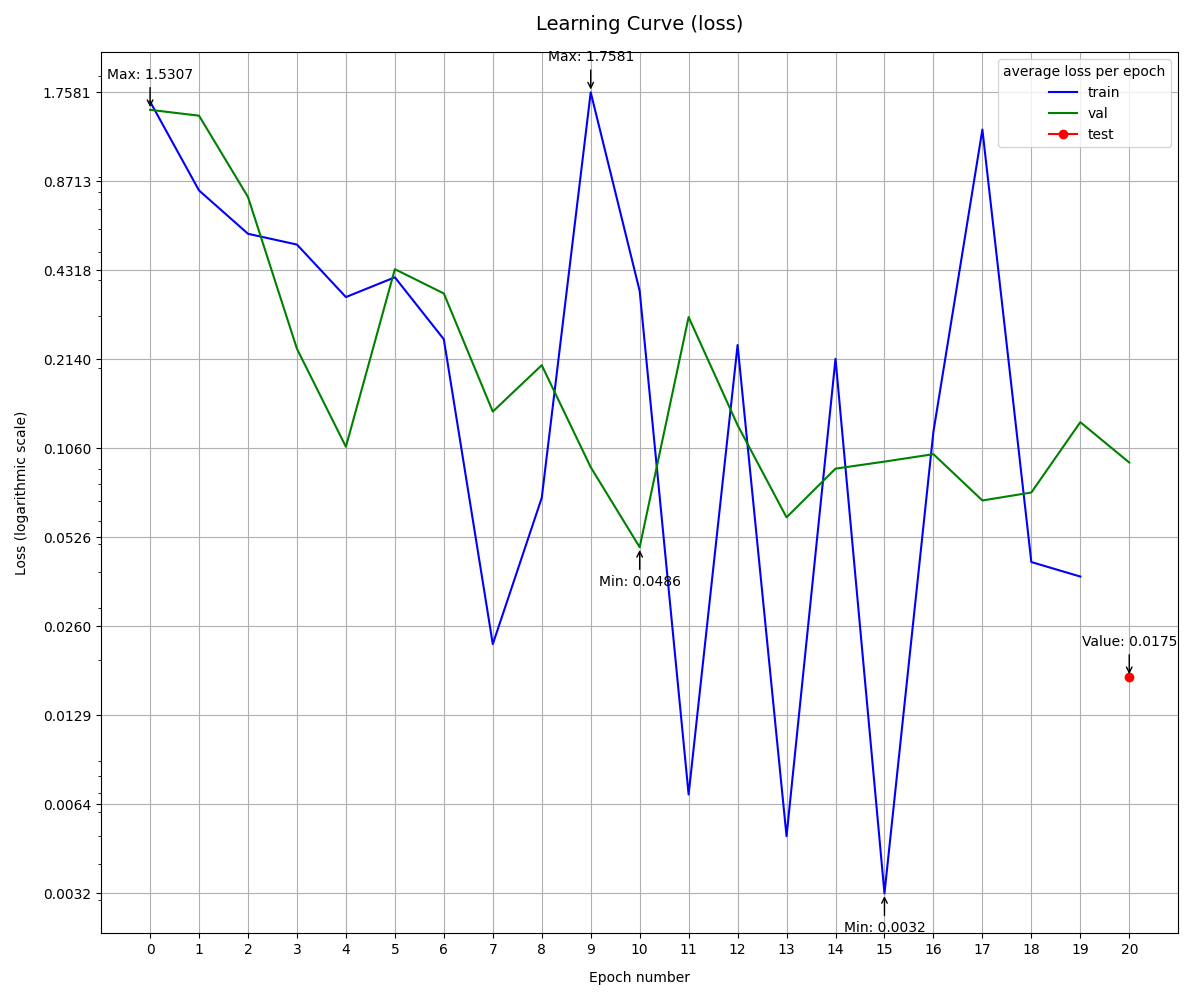 Learning Curve (loss)
Max: 1.5307
Max: 1.7581
average loss per epoch
train
val
test
1.7581
0.8713
0.4318
0.2140
0.1060
0.0526
0.0260
0.0129
0.0064
0.0032
Loss (logarithmic scale)
Min: 0.0486
Value: 0.0175
Min: 0.0032
0 1 2 3 4 5 6 7 8 9 10 11 12 13 14 15 16 17 18 19 20
Epoch number